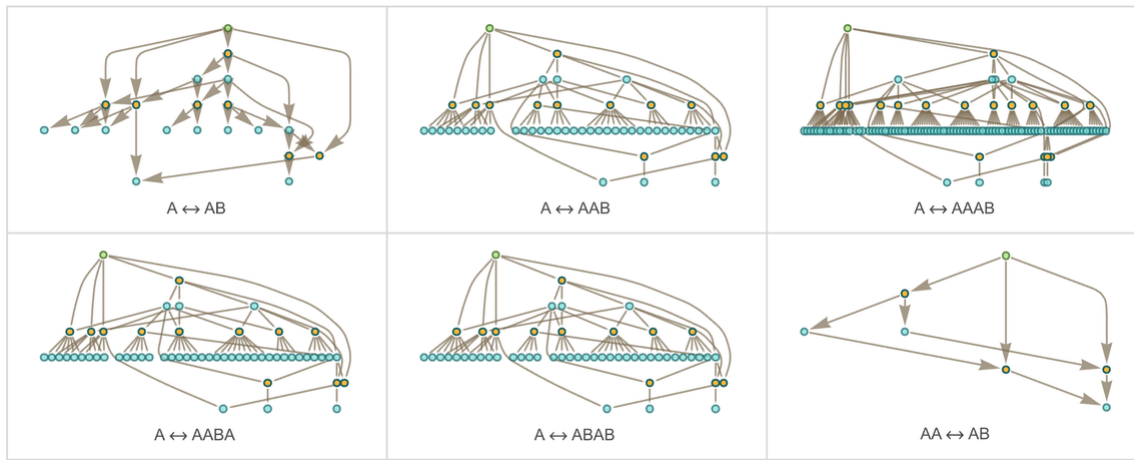 A ↔ AB
A ↔ AAB
A ↔ AAAB
A ↔ AABA
A ↔ ABAB
AA ↔ AB